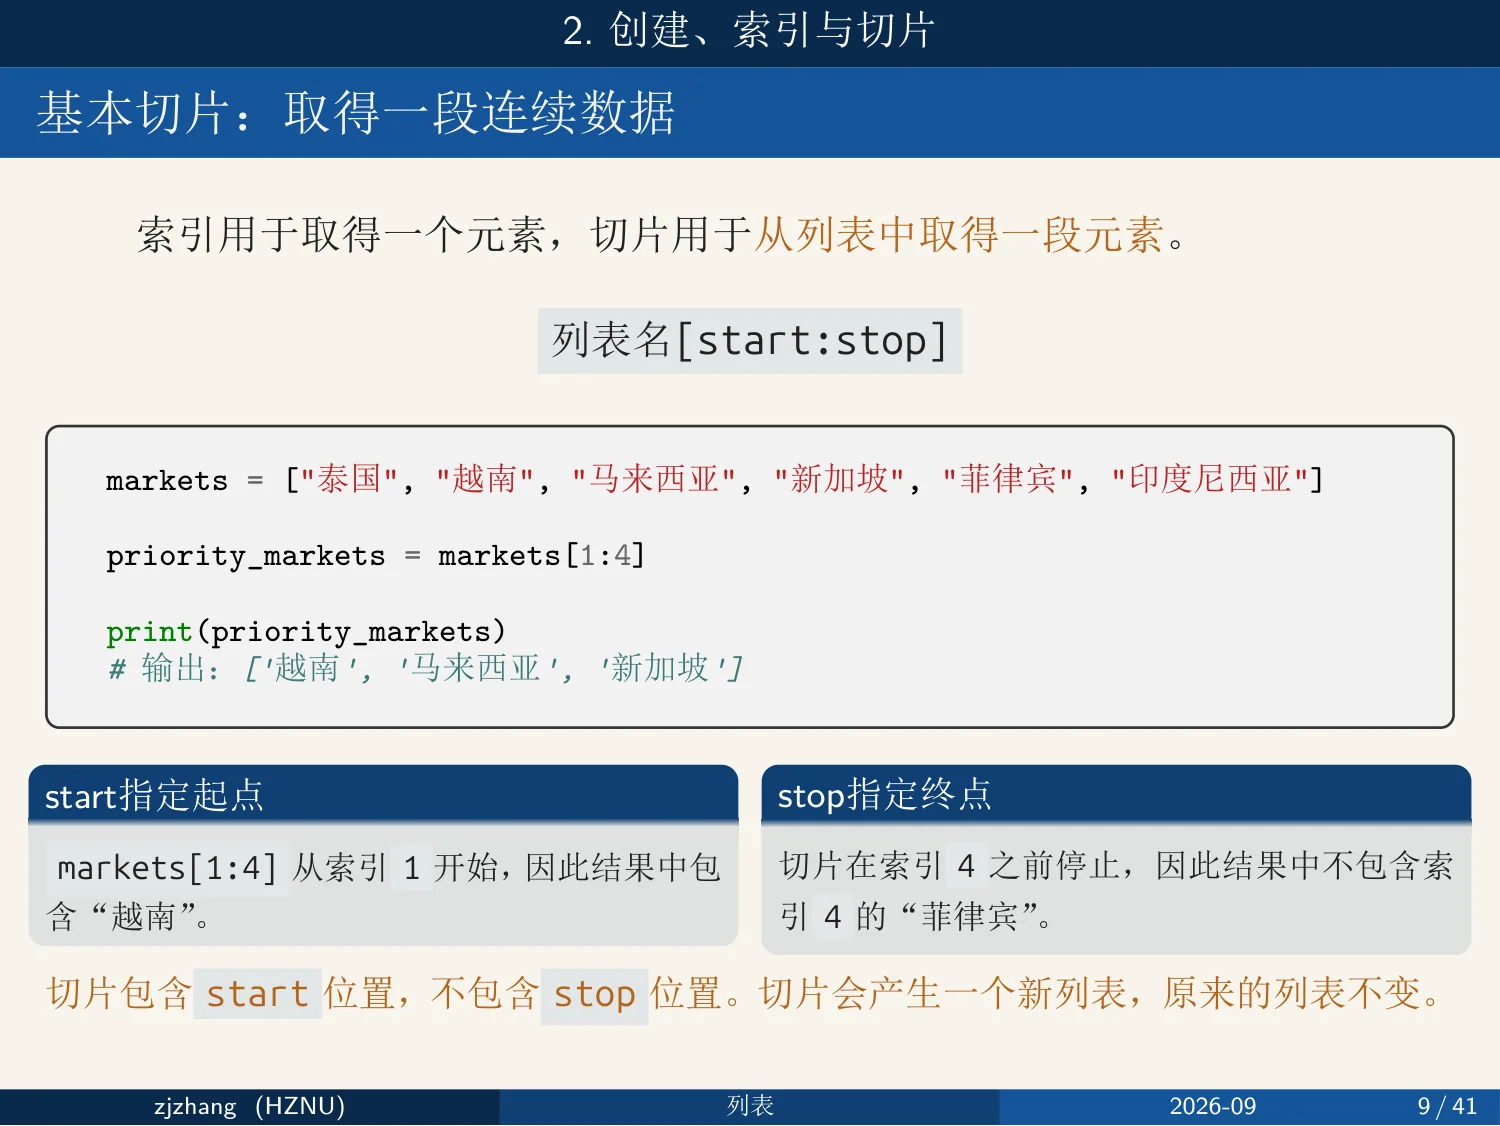 2. 创建、索引与切片
基本切片：取得一段连续数据
索引用于取得一个元素，切片用于从列表中取得一段元素。
列表名[start:stop]
markets = ["泰国", "越南", "马来西亚", "新加坡", "菲律宾", "印度尼西亚"]
priority_markets = markets[1:4]
print(priority_markets)
# 输出：['越南', '马来西亚', '新加坡']
start指定起点
markets[1:4] 从索引 1 开始，因此结果中包
含“越南”。
stop指定终点
切片在索引 4 之前停止，因此结果中不包含索
引 4 的“菲律宾”。
切片包含 start 位置，不包含 stop 位置。切片会产生一个新列表，原来的列表不变。
zjzhang (HZNU) 列表 2026-09 9 / 41